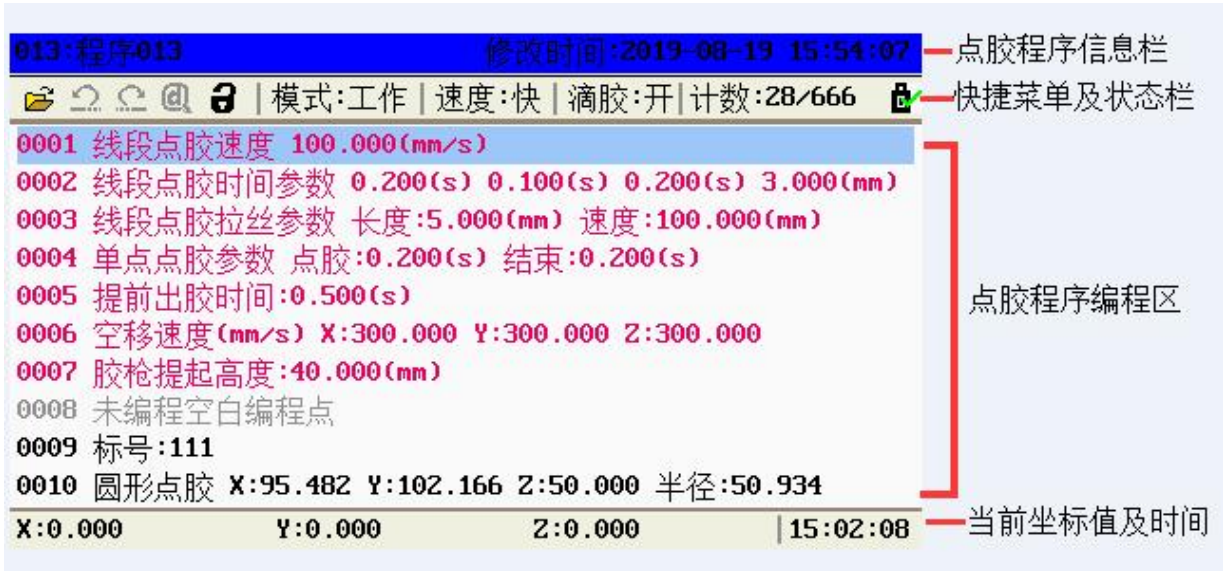 013:程序013 修改时间:2019-08-19 15:54:07 点胶程序信息栏
模式:工作 | 速度:快 | 滴胶:开 | 计数:28/666 快捷菜单及状态栏
0001 线段点胶速度 100.000(mm/s)
0002 线段点胶时间参数 0.200(s) 0.100(s) 0.200(s) 3.000(mm)
0003 线段点胶拉丝参数 长度:5.000(mm) 速度:100.000(mm)
0004 单点点胶参数 点胶:0.200(s) 结束:0.200(s)
0005 提前出胶时间:0.500(s)
0006 空移速度(mm/s) X:300.000 Y:300.000 Z:300.000
0007 胶枪提起高度:40.000(mm)
0008 未编程空白编程点
0009 标号:111
0010 圆形点胶 X:95.482 Y:102.166 Z:50.000 半径:50.934
点胶程序编程区
X:0.000 Y:0.000 Z:0.000 | 15:02:08 当前坐标值及时间